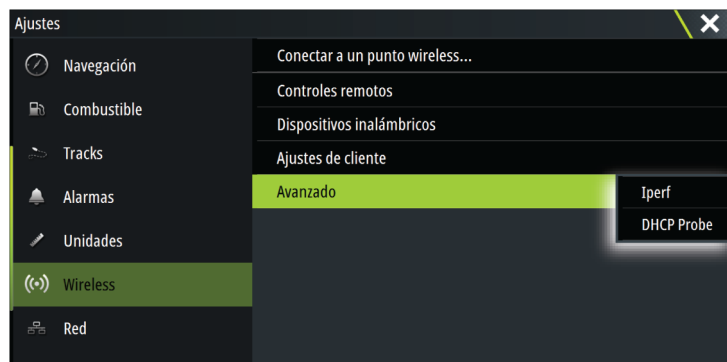 Ajustes
Navegación
Combustible
Tracks
Alarmas
Unidades
Wireless
Red
Conectar a un punto wireless...
Controles remotos
Dispositivos inalámbricos
Ajustes de cliente
Avanzado
Iperf
DHCP Probe